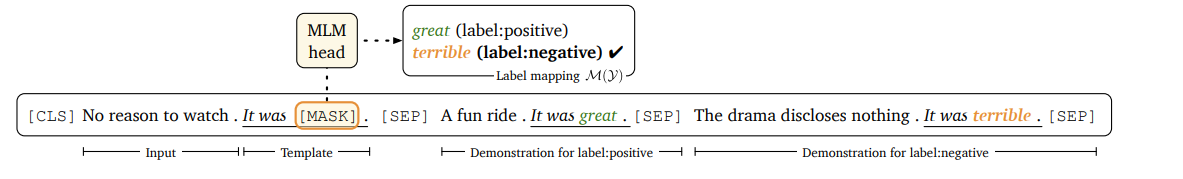 MLM
head
great (label:positive)
terrible (label:negative) ✔
Label mapping M(Y)
[CLS] No reason to watch . It was [MASK] . [SEP] A fun ride . It was great . [SEP] The drama discloses nothing . It was terrible . [SEP]
Input Template Demonstration for label:positive Demonstration for label:negative